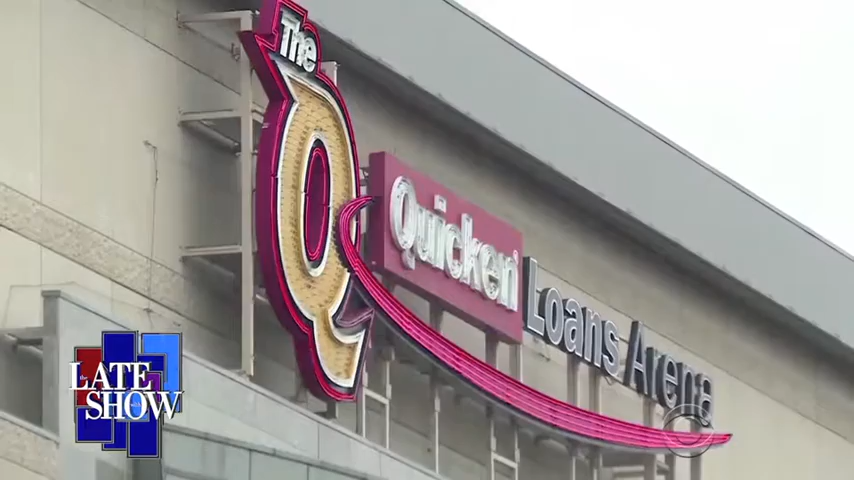 The
Q
Quicken
Loans Arena
LATE
SHOW